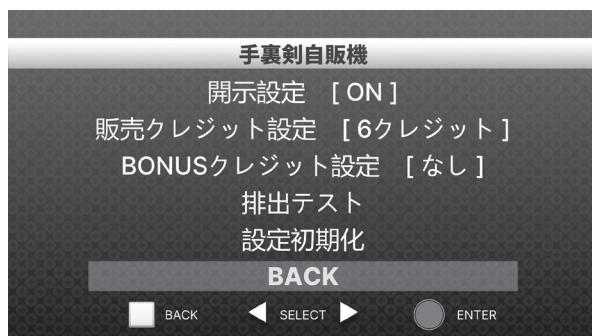 手裏剣自販機
開示設定 [ ON ]
販売クレジット設定 [ 6クレジット ]
BONUSクレジット設定 [ なし ]
排出テスト
設定初期化
BACK
BACK SELECT ENTER